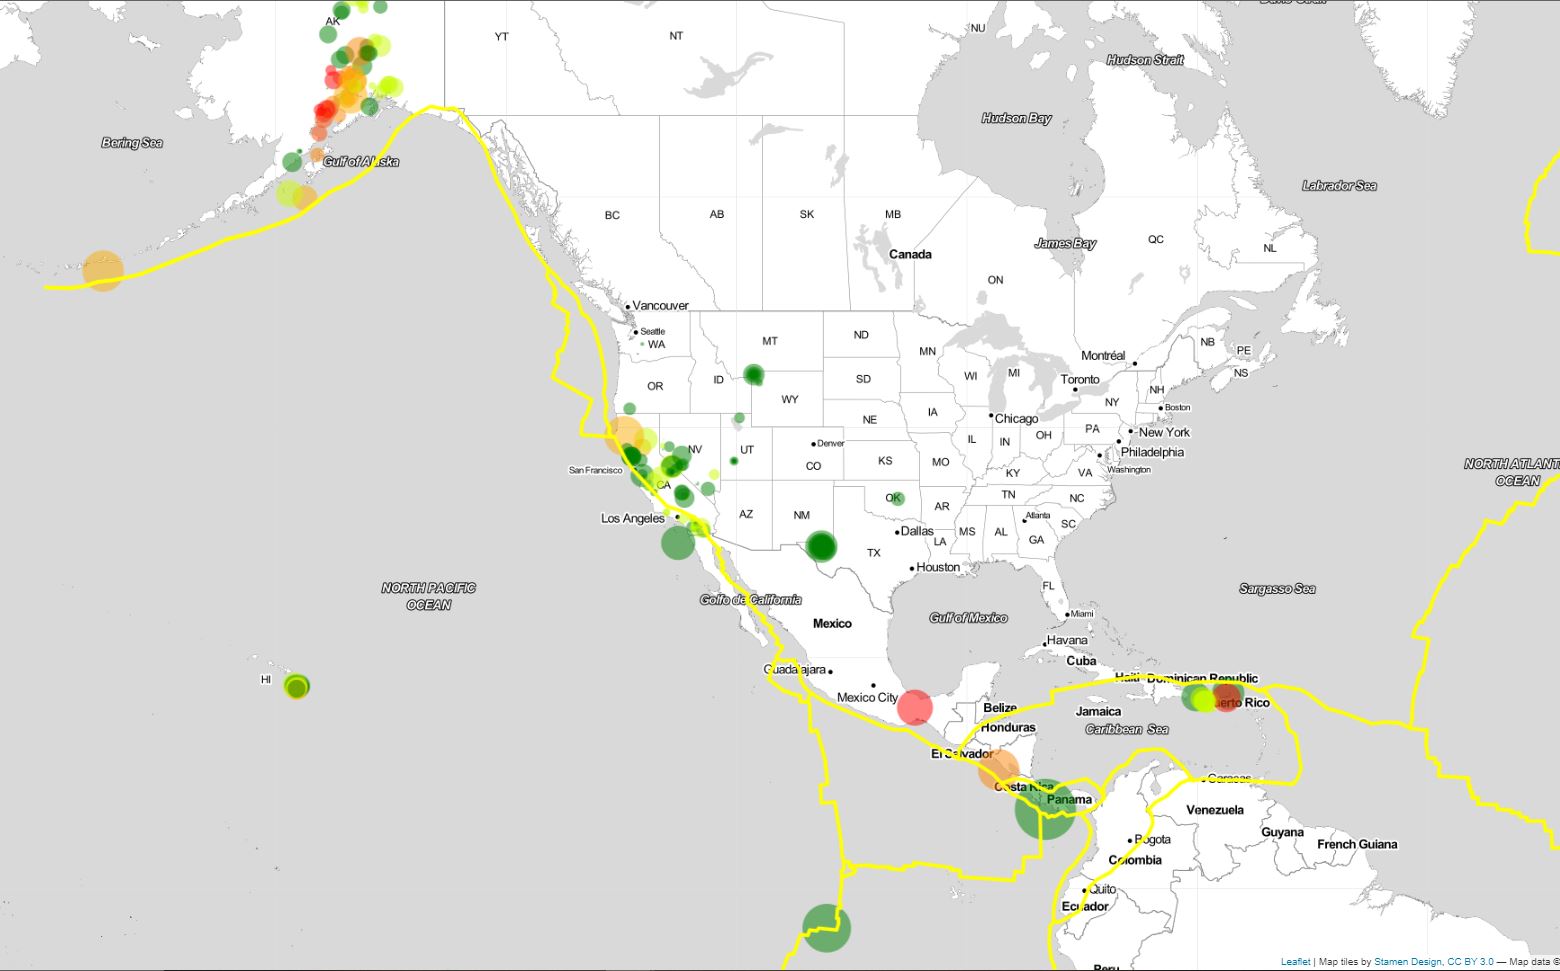 Davis Strait
AK
YT
NT
NU
Hudson Strait
Hudson Bay
Bering Sea
Gulf of Alaska
Labrador Sea
BC
AB
SK
MB
QC
James Bay
NL
Canada
ON
Vancouver
Seattle
WA
MT
ND
MN
NB
PE
Montréal
NS
OR
ID
SD
WI
MI
Toronto
NH
WY
NY
Boston
NE
IA
Chicago
PA
New York
NV
UT
Denver
IL
IN
OH
Philadelphia
San Francisco
CO
KS
MO
KY
VA
Washington
NORTH ATLANT
OCEAN
CA
OK
TN
NC
AR
Los Angeles
AZ
NM
Atlanta
SC
Dallas
MS
AL
LA
GA
TX
Houston
NORTH PACIFIC
OCEAN
Golfo de California
FL
Sargasso Sea
Mexico
Gulf of Mexico
Miami
Havana
Cuba
HI
Guadalajara
Haiti
Dominican Republic
Mexico City
Puerto Rico
Belize
Jamaica
Honduras
Caribbean Sea
El Salvador
Costa Rica
Caracas
Panama
Venezuela
Bogota
Guyana
French Guiana
Colombia
Quito
Ecuador
Peru
Leaflet | Map tiles by Stamen Design, CC BY 3.0 — Map data ©